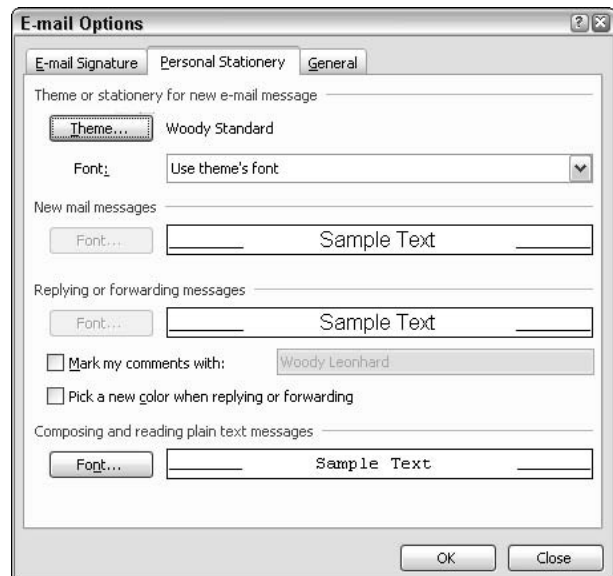 E-mail Options
E-mail Signature Personal Stationery General
Theme or stationery for new e-mail message
Theme... Woody Standard
Font: Use theme's font
New mail messages
Font... Sample Text
Replying or forwarding messages
Font... Sample Text
Mark my comments with: Woody Leonhard
Pick a new color when replying or forwarding
Composing and reading plain text messages
Font... Sample Text
OK Close